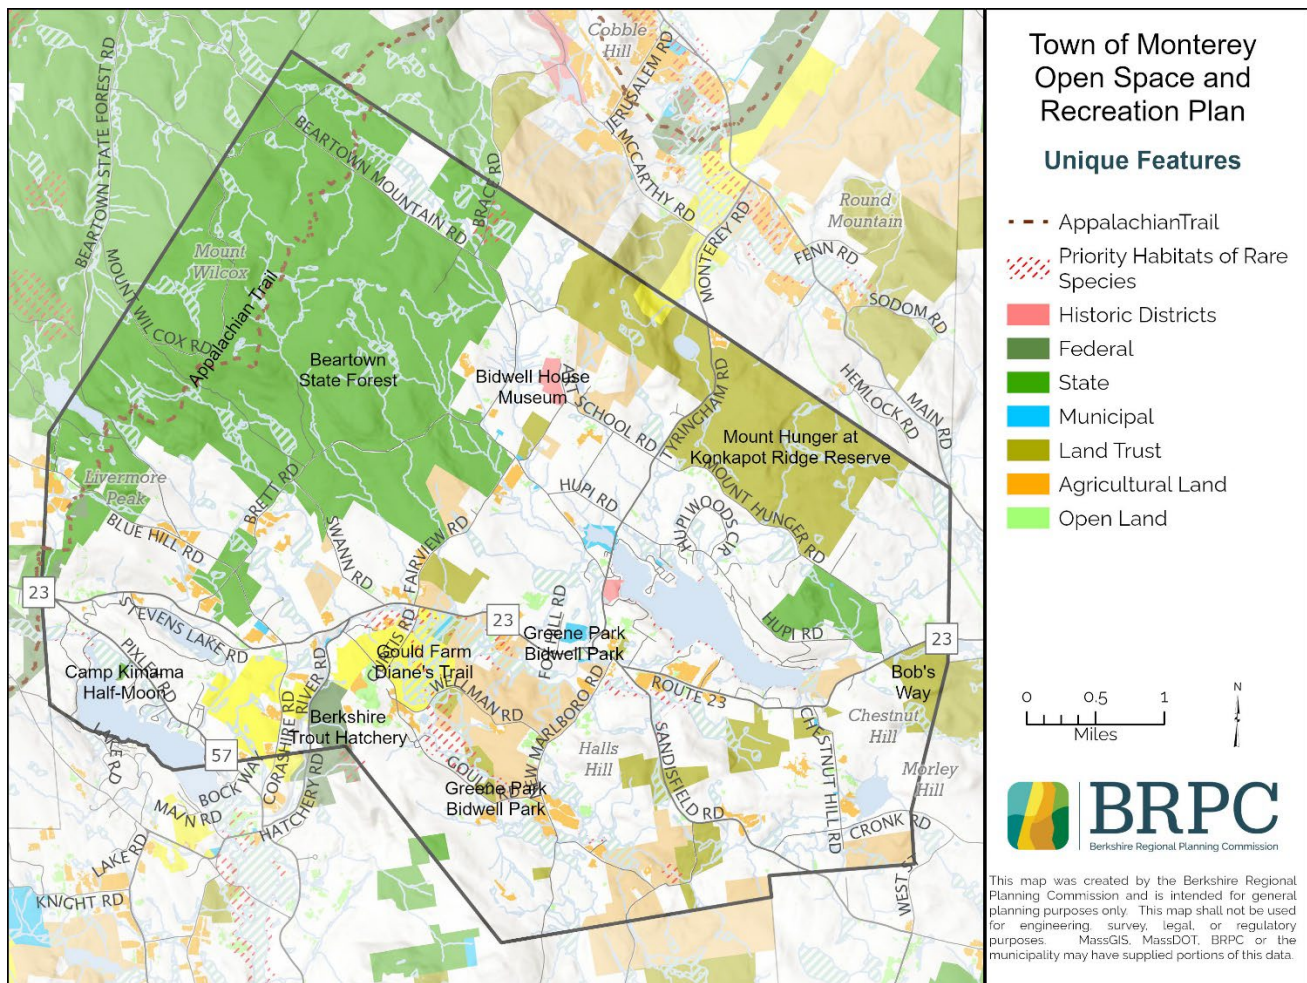 Cobble
Hill
JERUSALEM RD
BEARTOWN STATE FOREST RD
BEARTOWN MOUNTAIN RD
MCCARTHY RD
BRACE RD
Round
Mountain
MONTEREY RD
FENN RD
Mount
Wilcox
MOUNT WILCOX RD
Appalachian Trail
SODOM RD
Beartown
State Forest
Bidwell House
Museum
ART SCHOOL RD
TYRINGHAM RD
HEMLOCK RD
MAIN RD
Mount Hunger at
Konkapot Ridge Reserve
MOUNT HUNGER RD
Livermore
Peak
BRETT RD
HUPI RD
BLUE HILL RD
SWANN RD
FAIRVIEW RD
HUPI WOODS CIR
23
STEVENS LAKE RD
CURTIS RD
23
FOX HILL RD
Greene Park
Bidwell Park
HUPI RD
23
PIXLEY RD
Gould Farm
Diane's Trail
Camp Kimama
Half-Moon
RIVER RD
WELLMAN RD
ROUTE 23
Bob's
Way
CORASHIRE RD
Berkshire
Trout Hatchery
NEW MARLBORO RD
Chestnut
Hill
LAKE RD
57
BOCK WAY
Halls
Hill
SANDISFIELD RD
CHESTNUT HILL RD
GOULD RD
Morley
Hill
Greene Park
Bidwell Park
MAIN RD
HATCHERY RD
CRONK RD
LAKE RD
WEST RD
KNIGHT RD
Town of Monterey
Open Space and
Recreation Plan
Unique Features
AppalachianTrail
Priority Habitats of Rare
Species
Historic Districts
Federal
State
Municipal
Land Trust
Agricultural Land
Open Land
0 0.5 1
Miles
N
BRPC
Berkshire Regional Planning Commission
This map was created by the Berkshire Regional
Planning Commission and is intended for general
planning purposes only. This map shall not be used
for engineering, survey, legal, or regulatory
purposes. MassGIS, MassDOT, BRPC or the
municipality may have supplied portions of this data.